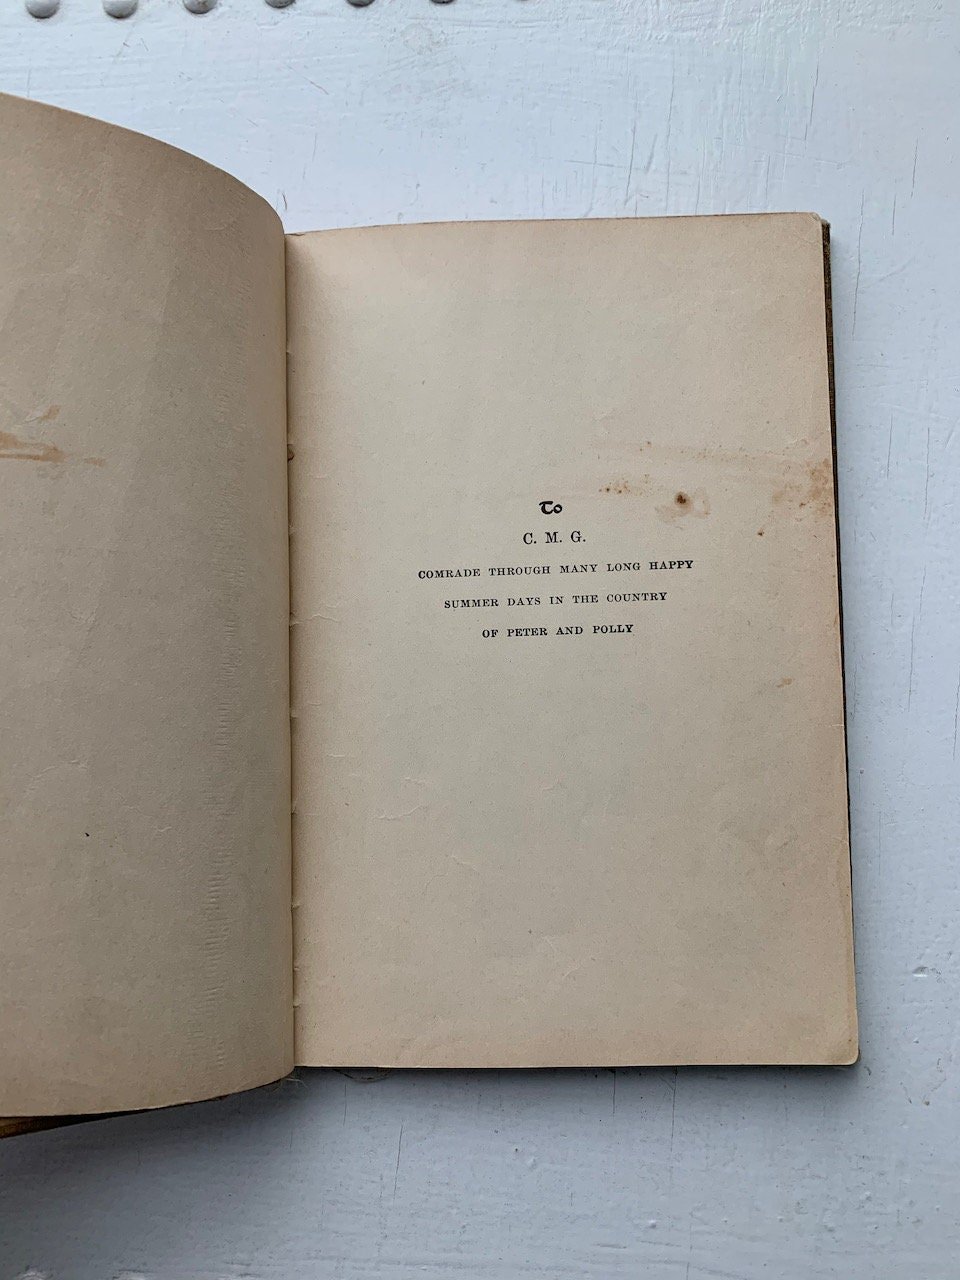 To
C. M. G.
COMRADE THROUGH MANY LONG HAPPY
SUMMER DAYS IN THE COUNTRY
OF PETER AND POLLY